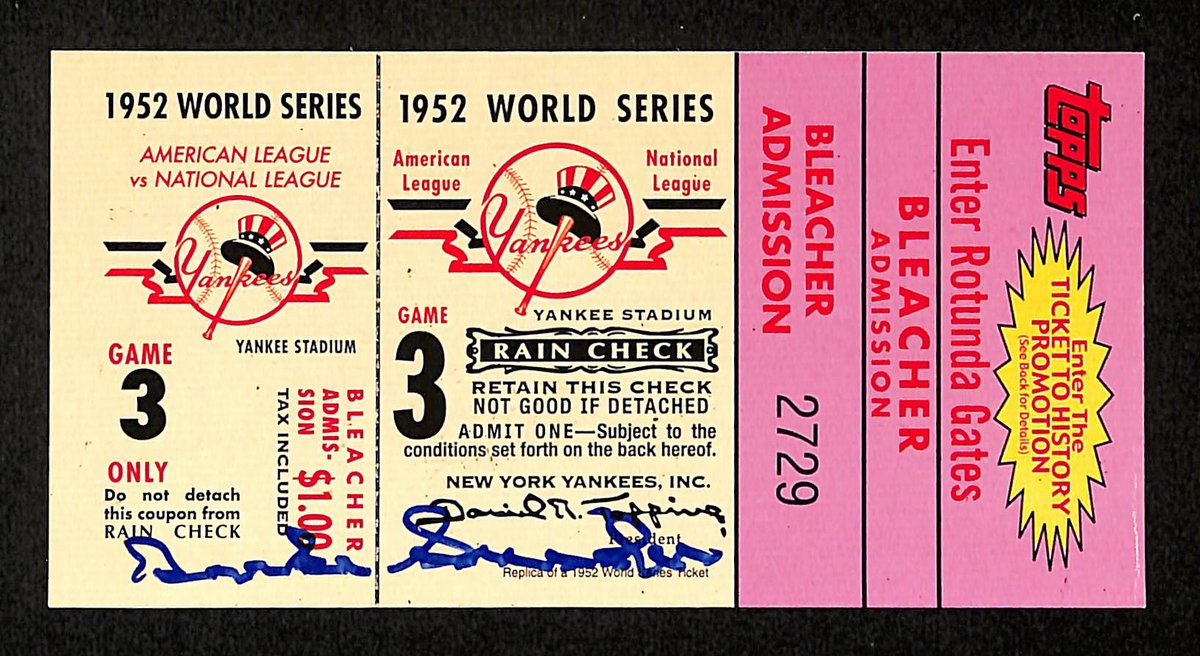 1952 WORLD SERIES
AMERICAN LEAGUE
vs NATIONAL LEAGUE
Yankees
YANKEE STADIUM
GAME
3
ONLY
Do not detach
this coupon from
RAIN CHECK
BLEACHER
ADMIS-
SION $1.00
TAX INCLUDED
1952 WORLD SERIES
American
League
National
League
Yankees
GAME
3
YANKEE STADIUM
RAIN CHECK
RETAIN THIS CHECK
NOT GOOD IF DETACHED
ADMIT ONE—Subject to the
conditions set forth on the back hereof.
NEW YORK YANKEES, INC.
Daniel R. Topping
President
Replica of a 1952 World Series Ticket
BLEACHER
ADMISSION
2729
BLEACHER
ADMISSION
Enter Rotunda Gates
topps
Enter The
TICKET TO HISTORY
PROMOTION
(See Back for Details)